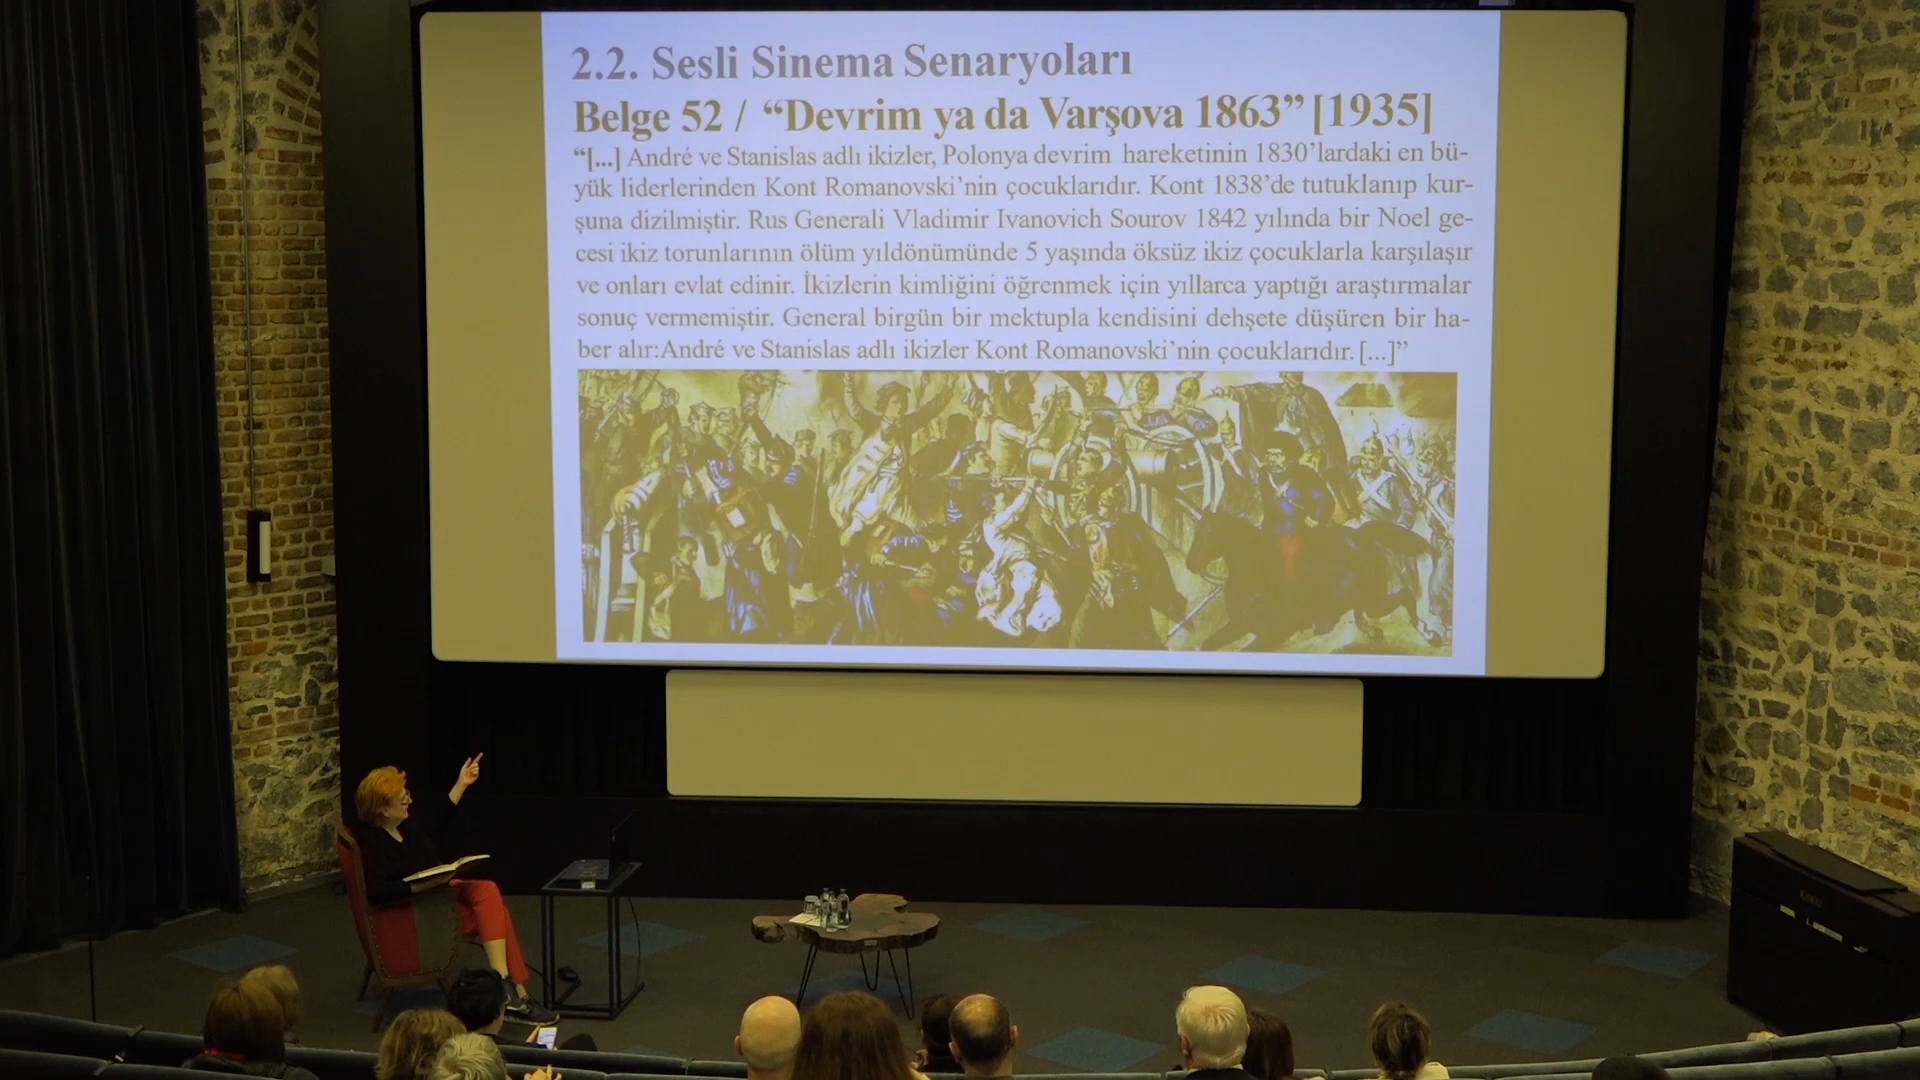 2.2. Sesli Sinema Senaryoları
Belge 52 / “Devrim ya da Varşova 1863” [1935]
“[...] André ve Stanislas adlı ikizler, Polonya devrim hareketinin 1830’lardaki en bü-
yük liderlerinden Kont Romanovski’nin çocuklarıdır. Kont 1838’de tutuklanıp kur-
şuna dizilmiştir. Rus Generali Vladimir Ivanovich Sourov 1842 yılında bir Noel ge-
cesi ikiz torunlarının ölüm yıldönümünde 5 yaşında öksüz ikiz çocuklarla karşılaşır
ve onları evlat edinir. İkizlerin kimliğini öğrenmek için yıllarca yaptığı araştırmalar
sonuç vermemiştir. General birgün bir mektupla kendisini dehşete düşüren bir ha-
ber alır:André ve Stanislas adlı ikizler Kont Romanovski’nin çocuklarıdır. [...]”